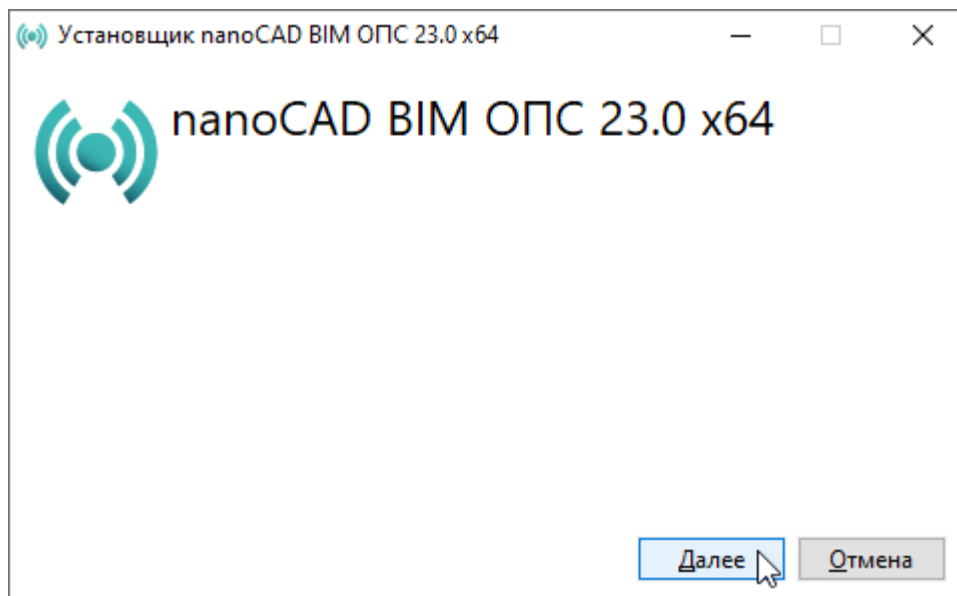 Установщик nanoCAD BIM ОПС 23.0 x64
nanoCAD BIM ОПС 23.0 x64
Далее
Отмена